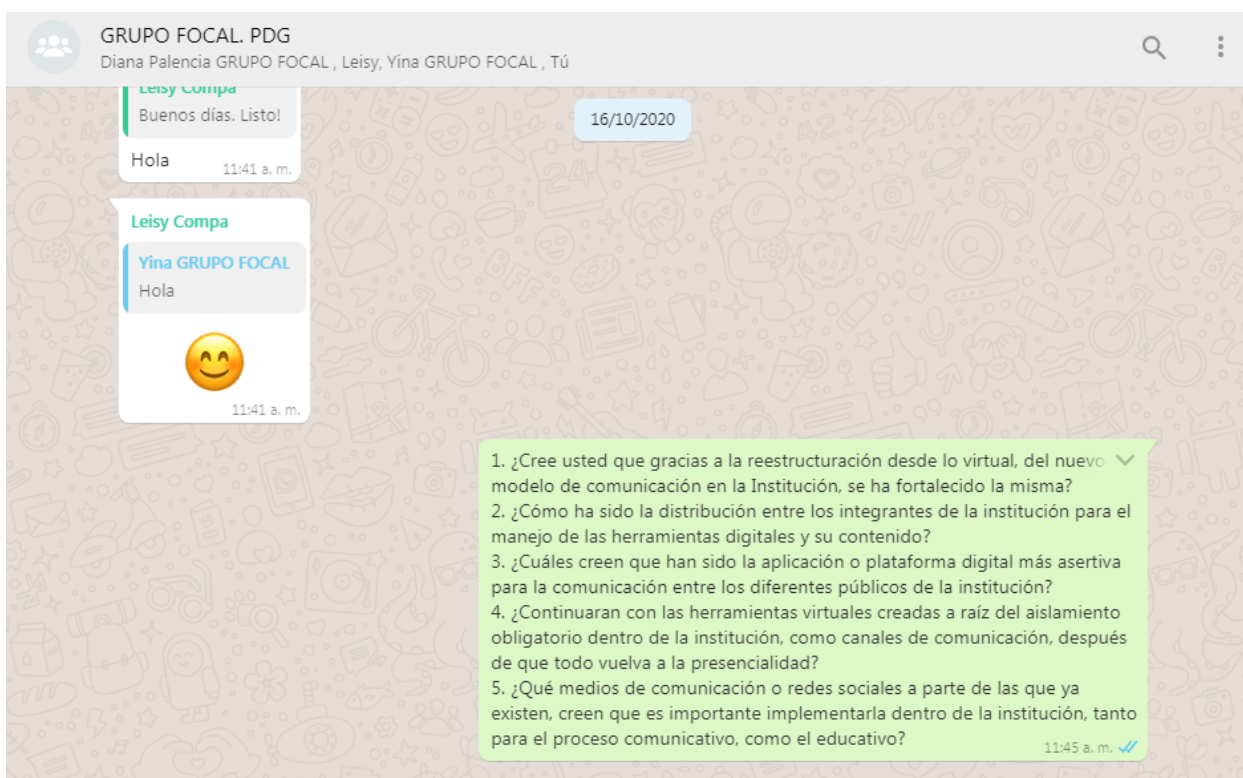 GRUPO FOCAL. PDG
Diana Palencia GRUPO FOCAL , Leisy, Yina GRUPO FOCAL , Tú
Leisy Compa
Buenos días. Listo!
16/10/2020
Hola
11:41 a. m.
Leisy Compa
Yina GRUPO FOCAL
Hola
11:41 a. m.
1. ¿Cree usted que gracias a la reestructuración desde lo virtual, del nuevo
modelo de comunicación en la Institución, se ha fortalecido la misma?
2. ¿Cómo ha sido la distribución entre los integrantes de la institución para el
manejo de las herramientas digitales y su contenido?
3. ¿Cuáles creen que han sido la aplicación o plataforma digital más asertiva
para la comunicación entre los diferentes públicos de la institución?
4. ¿Continuaran con las herramientas virtuales creadas a raíz del aislamiento
obligatorio dentro de la institución, como canales de comunicación, después
de que todo vuelva a la presencialidad?
5. ¿Qué medios de comunicación o redes sociales a parte de las que ya
existen, creen que es importante implementarla dentro de la institución, tanto
para el proceso comunicativo, como el educativo?
11:45 a. m.